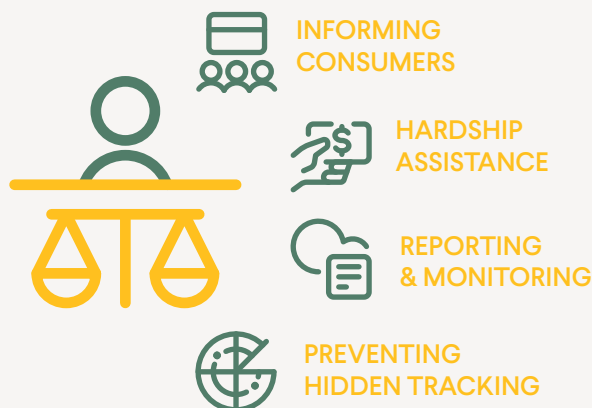 INFORMING
CONSUMERS
$
HARDSHIP
ASSISTANCE
REPORTING
& MONITORING
PREVENTING
HIDDEN TRACKING